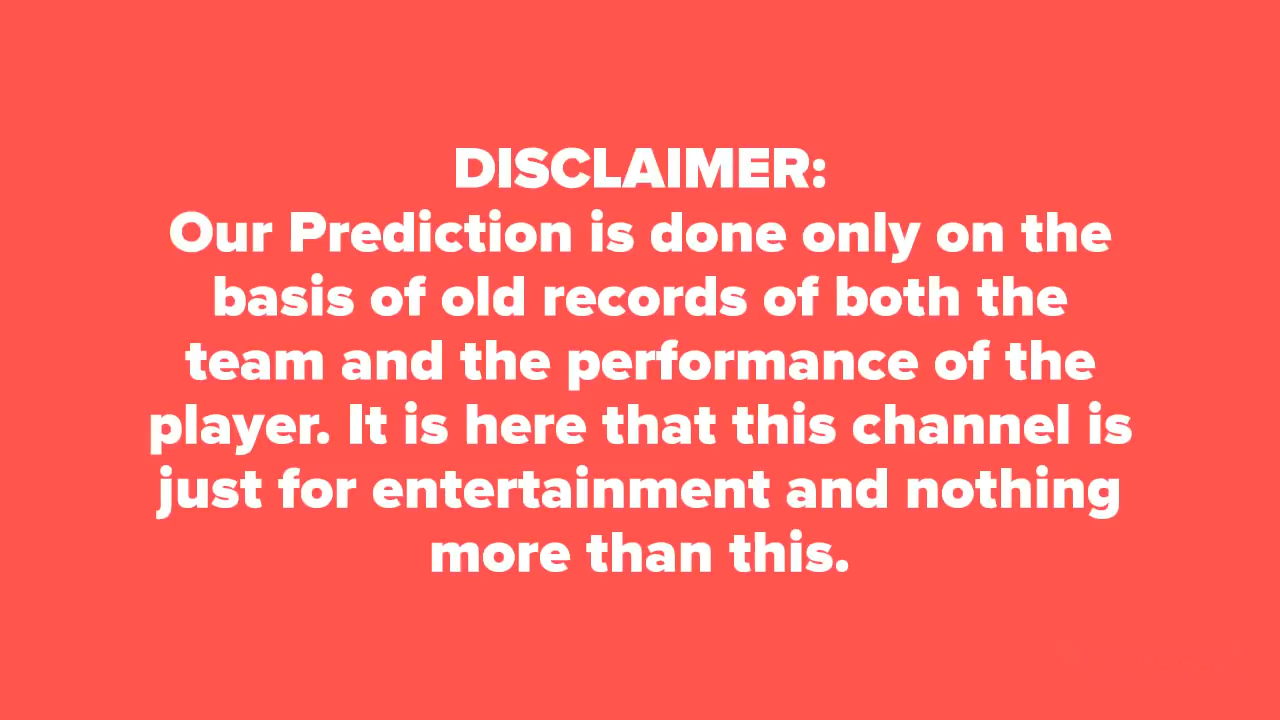 DISCLAIMER:
Our Prediction is done only on the
basis of old records of both the
team and the performance of the
player. It is here that this channel is
just for entertainment and nothing
more than this.